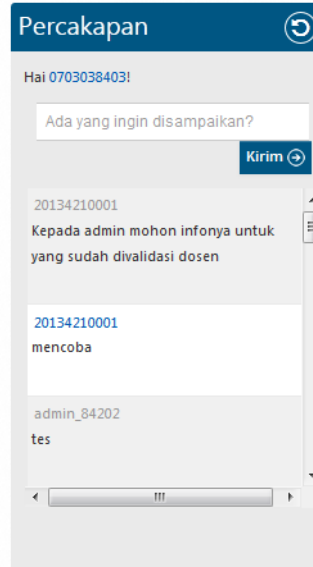 Percakapan
Hai 0703038403!
Ada yang ingin disampaikan?
Kirim
20134210001
Kepada admin mohon infonya untuk
yang sudah divalidasi dosen
20134210001
mencoba
admin_84202
tes